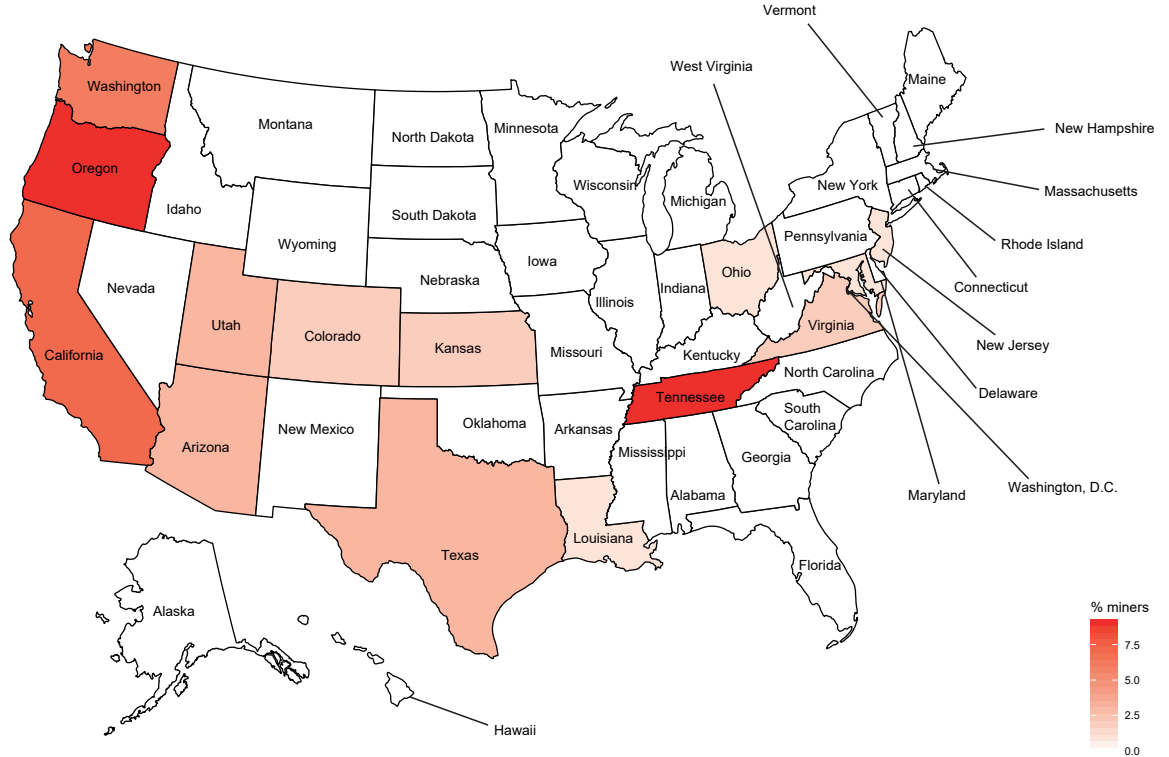 Vermont
West Virginia
Maine
Washington
Montana
North Dakota
Minnesota
New Hampshire
Oregon
Idaho
Wisconsin
Michigan
New York
Massachusetts
South Dakota
Wyoming
Pennsylvania
Rhode Island
Nebraska
Iowa
Ohio
Nevada
Illinois
Indiana
Connecticut
Utah
Colorado
Kansas
Virginia
New Jersey
California
Missouri
Kentucky
North Carolina
Delaware
Tennessee
South
Carolina
New Mexico
Oklahoma
Arkansas
Arizona
Mississippi
Georgia
Alabama
Maryland
Washington, D.C.
Louisiana
Texas
Florida
Alaska
Hawaii
% miners
7.5
5.0
2.5
0.0